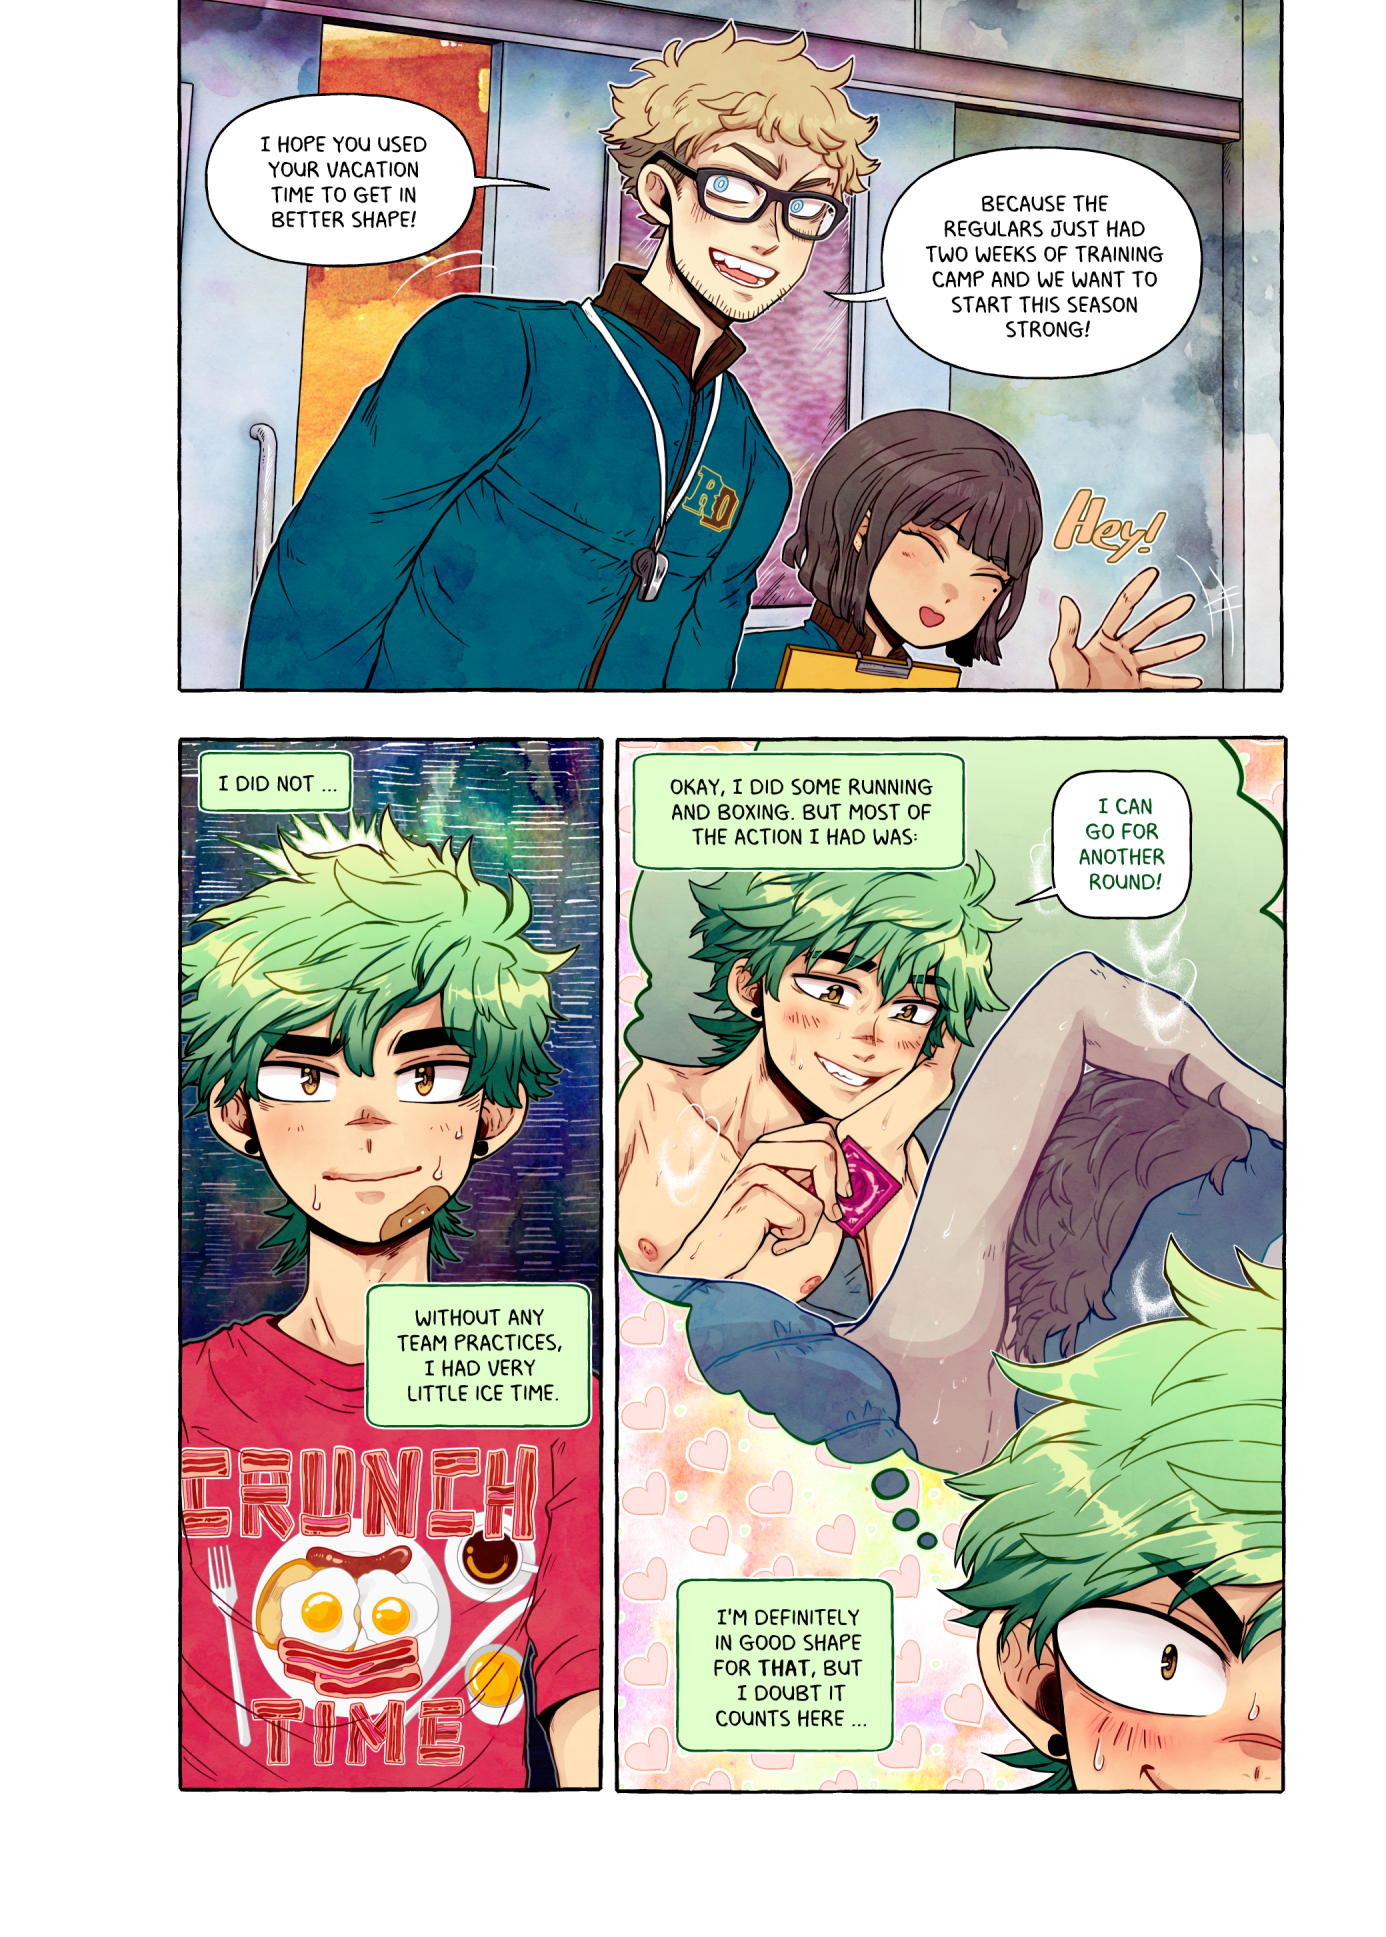 I HOPE YOU USED
YOUR VACATION
TIME TO GET IN
BETTER SHAPE!
BECAUSE THE
REGULARS JUST HAD
TWO WEEKS OF TRAINING
CAMP AND WE WANT TO
START THIS SEASON
STRONG!
RD
Hey!
I DID NOT ...
WITHOUT ANY
TEAM PRACTICES,
I HAD VERY
LITTLE ICE TIME.
CRUNCH
TIME
OKAY, I DID SOME RUNNING
AND BOXING. BUT MOST OF
THE ACTION I HAD WAS:
I CAN
GO FOR
ANOTHER
ROUND!
I'M DEFINITELY
IN GOOD SHAPE
FOR THAT, BUT
I DOUBT IT
COUNTS HERE ...